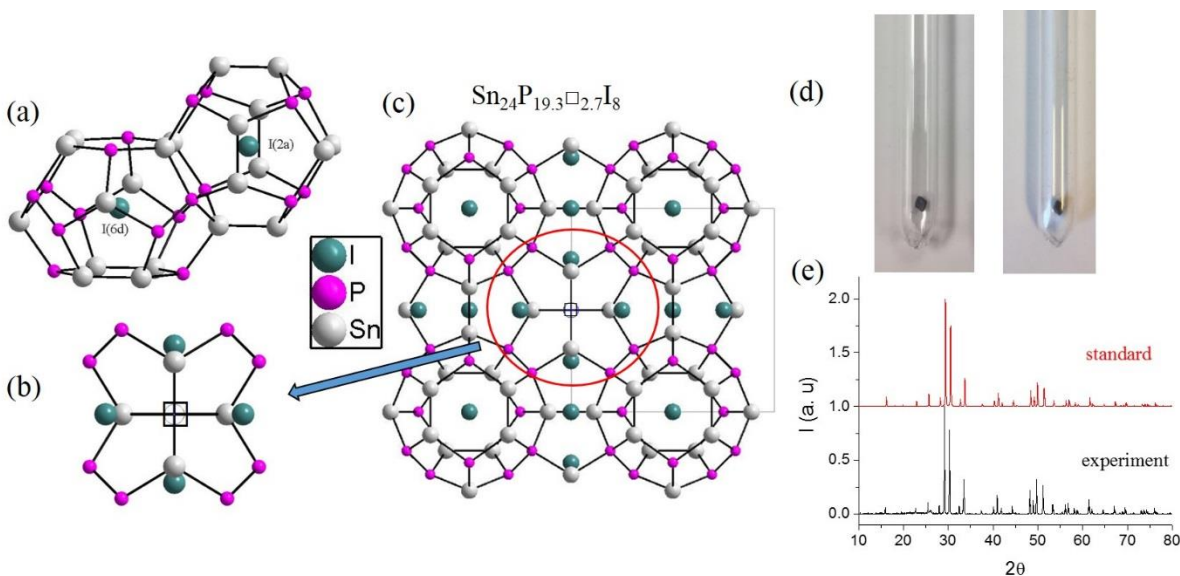 (a)
I(2a)
I(6d)
(b)
I
P
Sn
(c)
Sn₂₄P₁₉.₃□₂.₇I₈
(d)
(e)
2.0
1.5
1.0
0.5
0.0
I (a. u)
standard
experiment
10 20 30 40 50 60 70 80
2θ